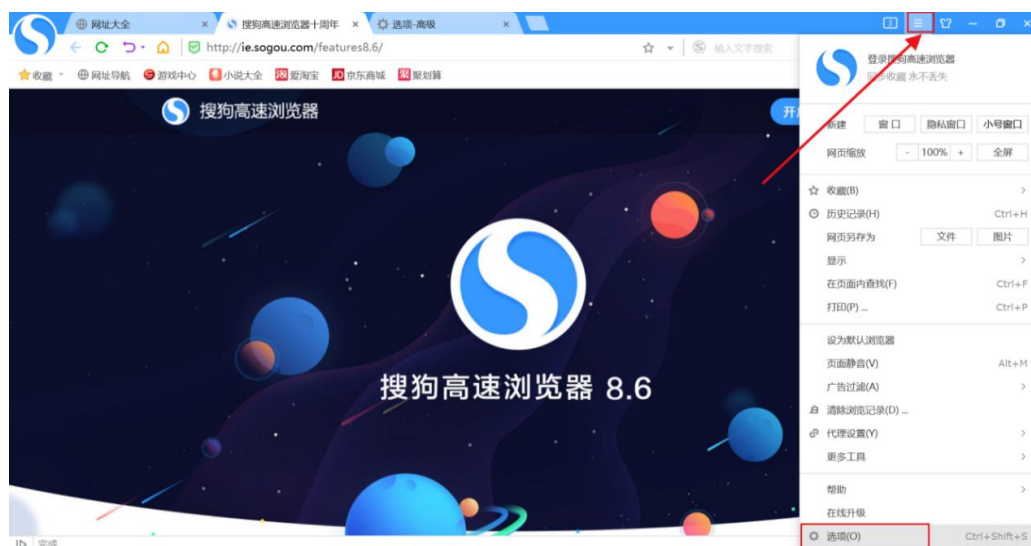 网址大全 × 搜狗高速浏览器十周年 × 选项-高级 ×
http://ie.sogou.com/features8.6/
输入文字搜索
收藏 网址导航 游戏中心 小说大全 爱淘宝 京东商城 聚划算
搜狗高速浏览器
开
搜狗高速浏览器 8.6
完成
登录搜狗高速浏览器
同步收藏 永不丢失
新建 窗口 隐私窗口 小号窗口
网页缩放 - 100% + 全屏
收藏(B) >
历史记录(H) Ctrl+H
网页另存为 文件 图片
显示 >
在页面内查找(F) Ctrl+F
打印(P) ... Ctrl+P
设为默认浏览器
页面静音(V) Alt+M
广告过滤(A) >
清除浏览记录(D) ...
代理设置(Y) >
更多工具 >
帮助 >
在线升级
选项(O) Ctrl+Shift+S